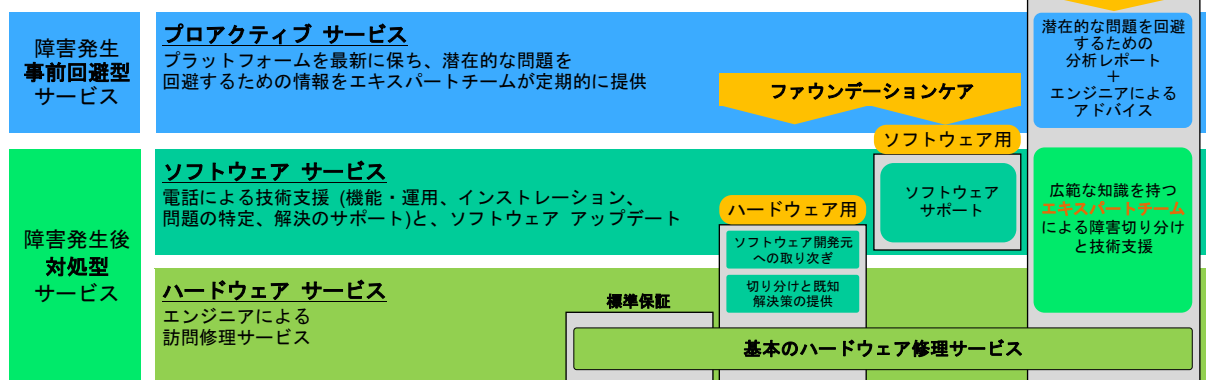 障害発生
事前回避型
サービス
プロアクティブ サービス
プラットフォームを最新に保ち、潜在的な問題を
回避するための情報をエキスパートチームが定期的に提供
ファウンデーションケア
潜在的な問題を回避
するための
分析レポート
＋
エンジニアによる
アドバイス
障害発生後
対処型
サービス
ソフトウェア サービス
電話による技術支援 (機能・運用、インストレーション、
問題の特定、解決のサポート)と、ソフトウェア アップデート
ソフトウェア用
ソフトウェア
サポート
ハードウェア用
ソフトウェア開発元
への取り次ぎ
切り分けと既知
解決策の提供
広範な知識を持つ
エキスパートチーム
による障害切り分け
と技術支援
ハードウェア サービス
エンジニアによる
訪問修理サービス
標準保証
基本のハードウェア修理サービス